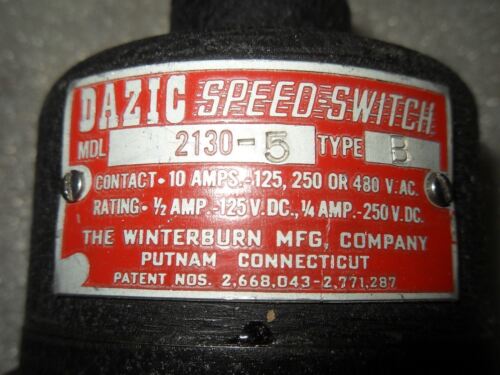 DAZIC SPEED-SWITCH
MDL 2130-5 TYPE B
CONTACT• 10 AMPS.-125, 250 OR 480 V.AC.
RATING• ½ AMP.-125 V.DC., ¼ AMP.-250 V.DC.
THE WINTERBURN MFG, COMPANY
PUTNAM CONNECTICUT
PATENT NOS. 2,668,043-2,771,287